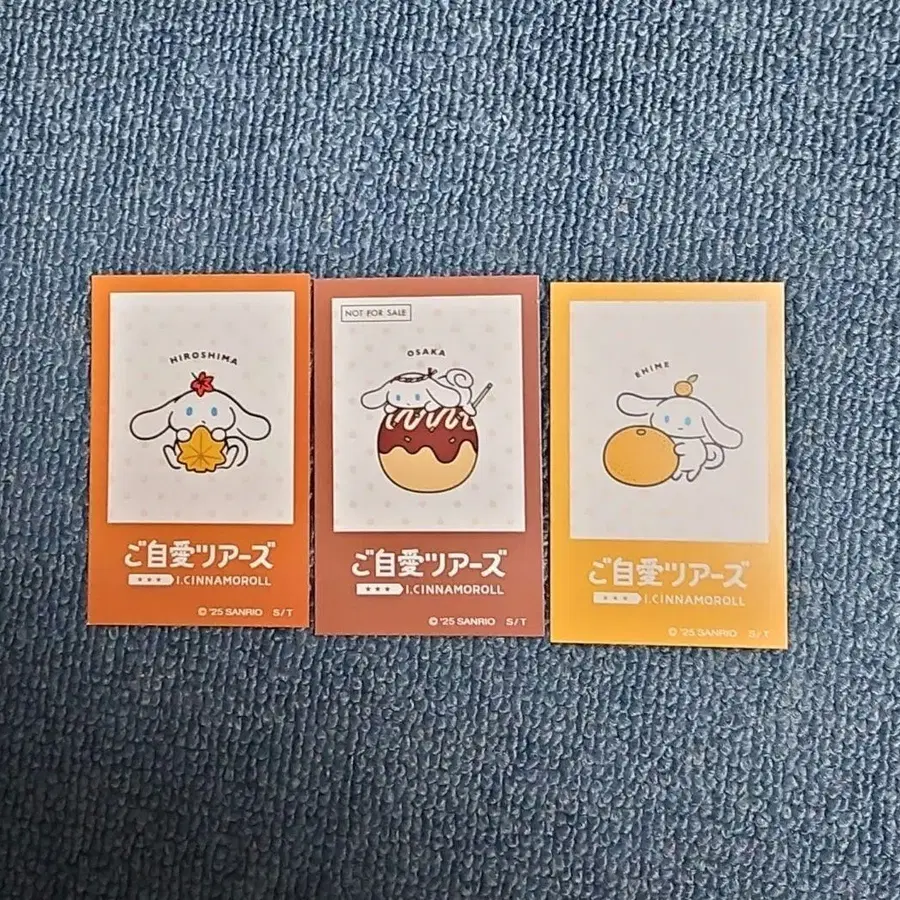 HIROSHIMA
ご自愛ツアーズ
I.CINNAMOROLL
© '25 SANRIO S/T
NOT FOR SALE
OSAKA
ご自愛ツアーズ
I.CINNAMOROLL
© '25 SANRIO S/T
EHIME
ご自愛ツアーズ
I.CINNAMOROLL
© '25 SANRIO S/T